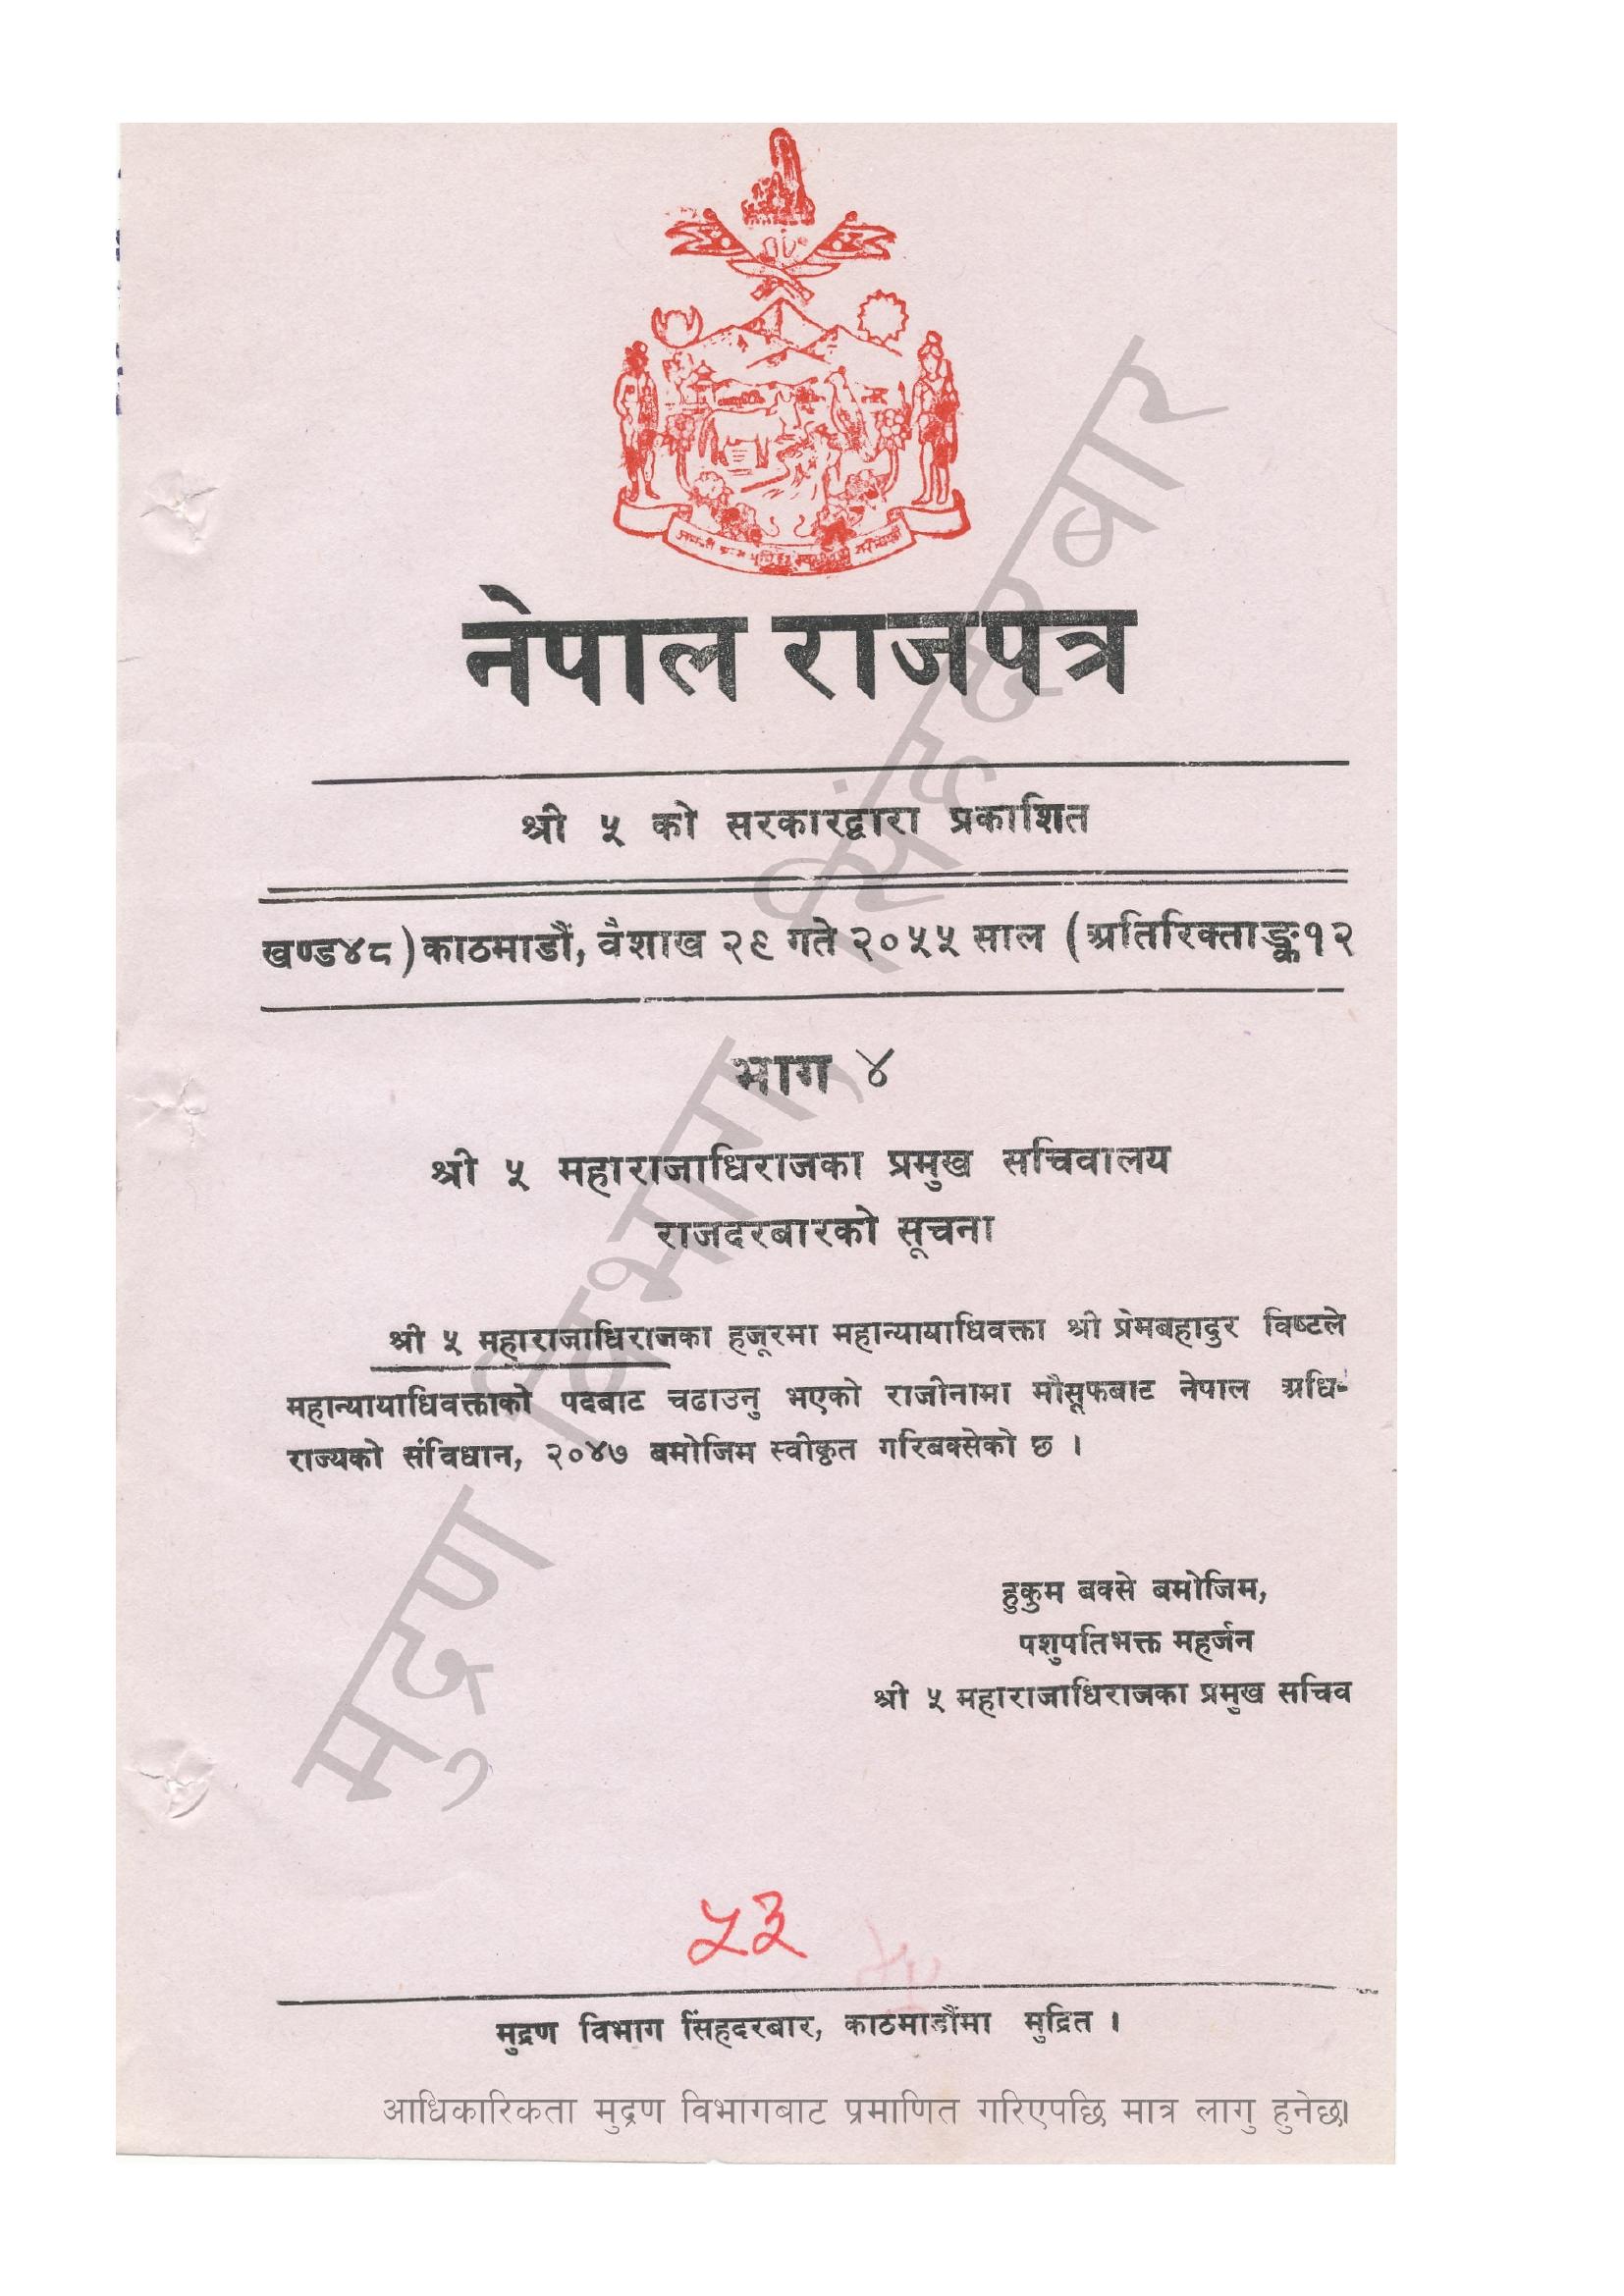 नेपाल राजपत्र
श्री ५ को सरकारद्वारा प्रकाशित
खण्ड४८) काठमाडौं, वैशाख २९ गते २०५५ साल (अतिरिक्ताङ्क१२
भाग ४
श्री ५ महाराजाधिराजका प्रमुख सचिवालय
राजदरबारको सूचना
श्री ५ महाराजाधिराजका हजूरमा महान्यायाधिवक्ता श्री प्रेमबहादुर विष्टले
महान्यायाधिवक्ताको पदबाट चढाउनु भएको राजीनामा मौसूफबाट नेपाल अधि-
राज्यको संविधान, २०४७ बमोजिम स्वीकृत गरिबक्सेको छ ।
हुकुम बक्से बमोजिम,
पशुपतिभक्त महर्जन
श्री ५ महाराजाधिराजका प्रमुख सचिव
५३
मुद्रण विभाग सिंहदरबार, काठमाडौंमा मुद्रित ।
आधिकारिकता मुद्रण विभागबाट प्रमाणित गरिएपछि मात्र लागु हुनेछ।
मुद्रण विभाग, सिंहदरबार